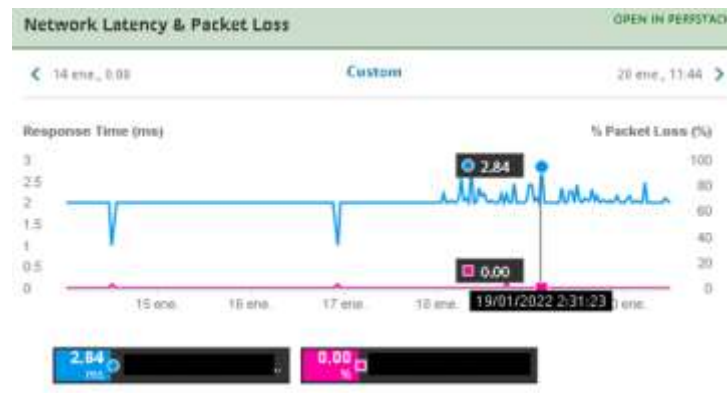 Network Latency & Packet Loss
OPEN IN PERFSTACK
14 ene., 0:00
Custom
20 ene., 11:44
Response Time (ms)
% Packet Loss (%)
3
2.5
2
1.5
1
0.5
0
2.84
0.00
100
80
60
40
20
0
15 ene.
16 ene.
17 ene.
18 ene.
19/01/2022 2:31:23
ene.
2.84
ms
0.00
%